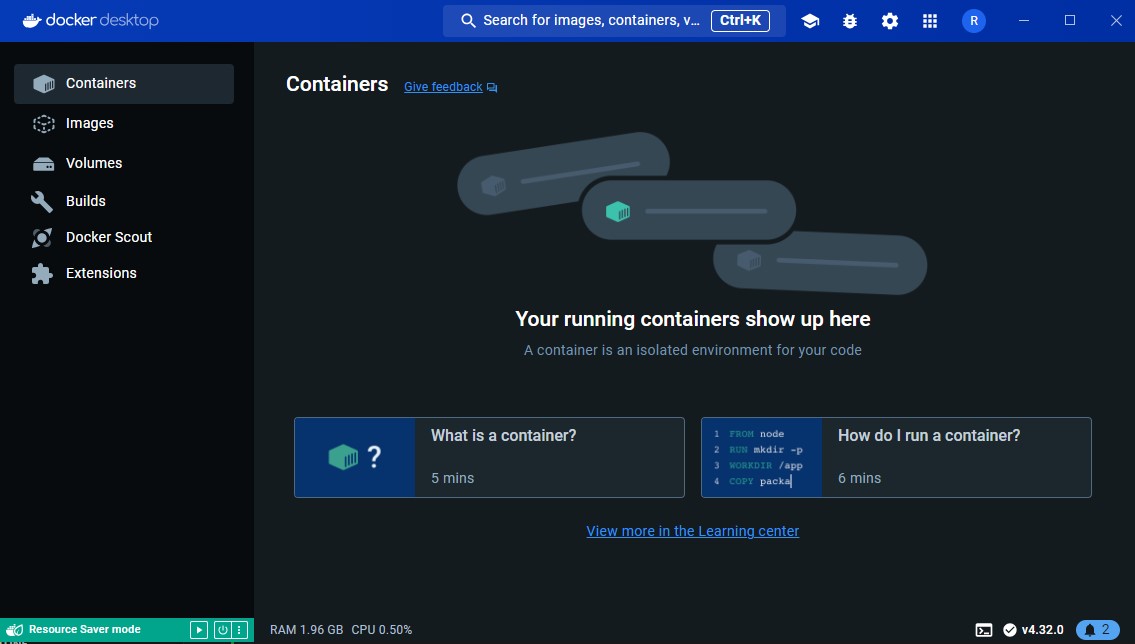 docker desktop
Search for images, containers, v...
Ctrl+K
R
Containers
Images
Volumes
Builds
Docker Scout
Extensions
Containers
Give feedback
Your running containers show up here
A container is an isolated environment for your code
?
What is a container?
5 mins
1 FROM node
2 RUN mkdir -p
3 WORKDIR /app
4 COPY packa
How do I run a container?
6 mins
View more in the Learning center
Resource Saver mode
RAM 1.96 GB CPU 0.50%
v4.32.0
2